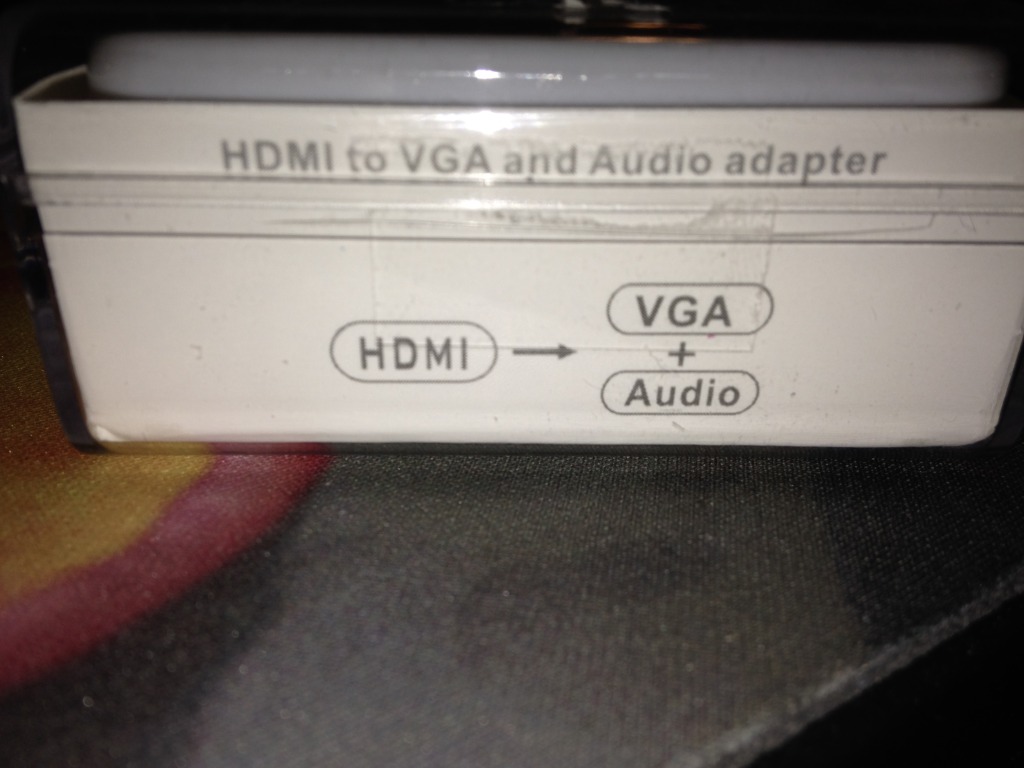 HDMI to VGA and Audio adapter
VGA
HDMI → +
Audio